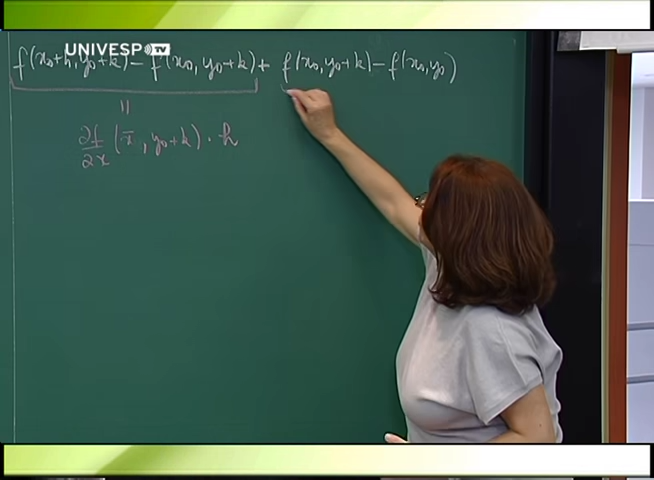 UNIVESP TV
f(x₀+h, y₀+k) − f(x₀, y₀+k) + f(x₀, y₀+k) − f(x₀, y₀)
=
∂f/∂x (x̄, y₀+k) · h